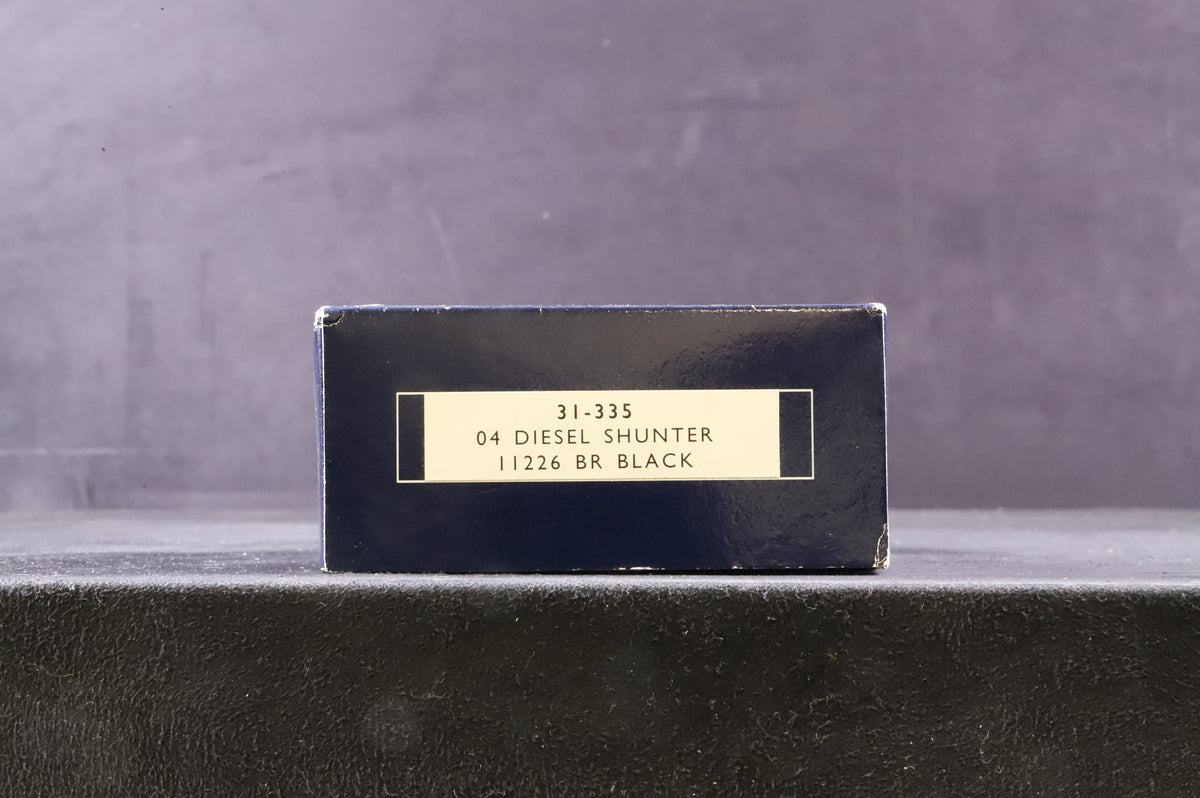 31-335
04 DIESEL SHUNTER
11226 BR BLACK